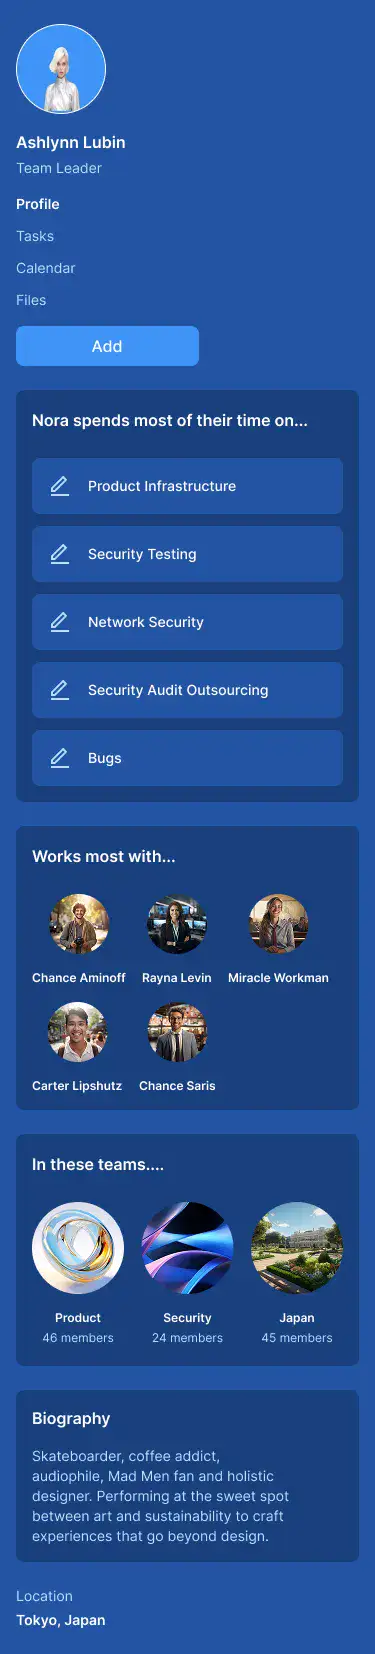 Ashlynn Lubin
Team Leader
Profile
Tasks
Calendar
Files
Add
Nora spends most of their time on...
Product Infrastructure
Security Testing
Network Security
Security Audit Outsourcing
Bugs
Works most with...
Chance Aminoff
Rayna Levin
Miracle Workman
Carter Lipshutz
Chance Saris
In these teams....
Product
46 members
Security
24 members
Japan
45 members
Biography
Skateboarder, coffee addict,
audiophile, Mad Men fan and holistic
designer. Performing at the sweet spot
between art and sustainability to craft
experiences that go beyond design.
Location
Tokyo, Japan